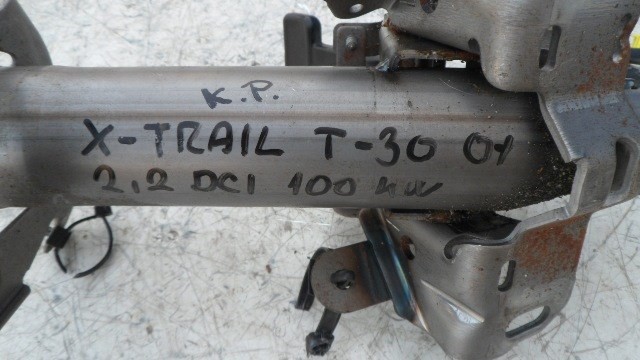 K.P.
X-TRAIL T-30 01
2,2 DCI 100 kW